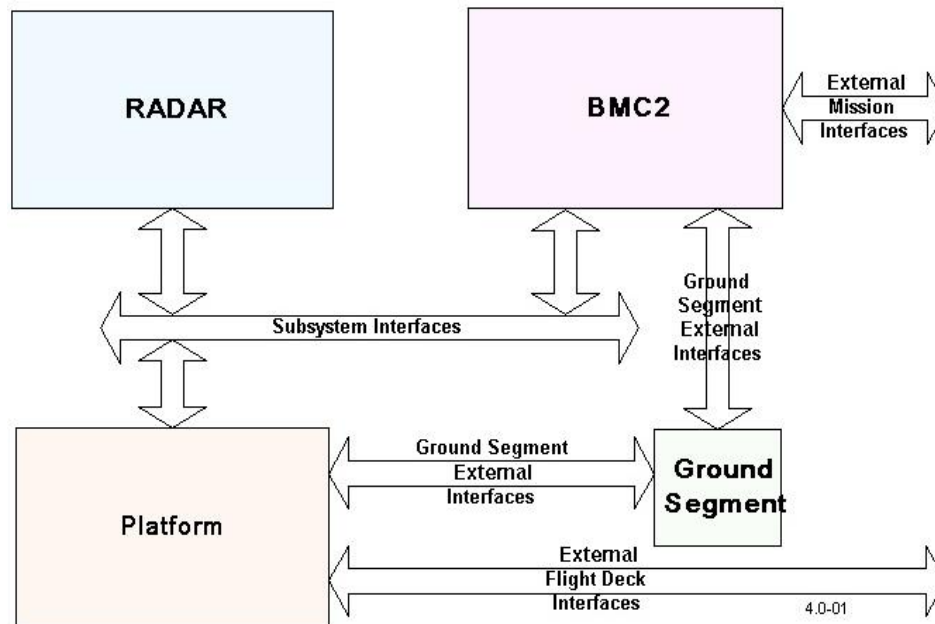 RADAR
BMC2
External
Mission
Interfaces
Ground
Segment
External
Interfaces
Subsystem Interfaces
Ground Segment
External
Interfaces
Ground
Segment
Platform
External
Flight Deck
Interfaces
4.0-01